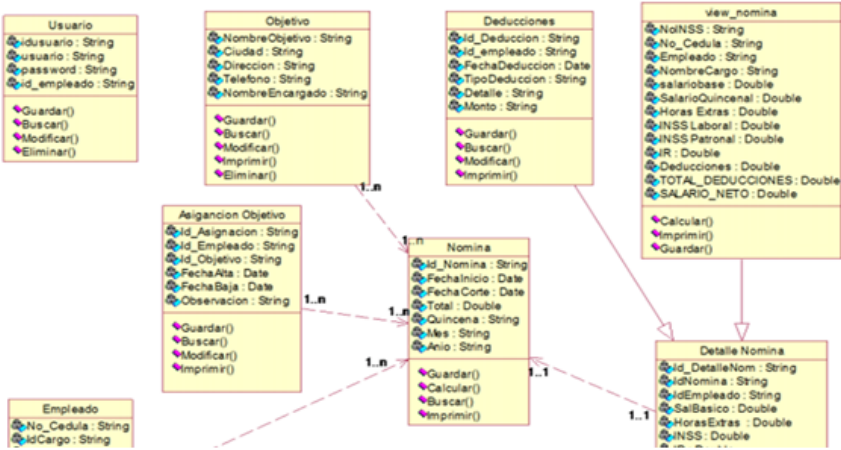 Usuario
idusuario : String
usuario : String
password : String
id_empleado : String
Guardar()
Buscar()
Modificar()
Eliminar()
Objetivo
NombreObjetivo : String
Ciudad : String
Direccion : String
Telefono : String
NombreEncargado : String
Guardar()
Buscar()
Modificar()
Imprimir()
Eliminar()
Deducciones
Id_Deduccion : String
Id_empleado : String
FechaDeduccion : Date
TipoDeduccion : String
Detalle : String
Monto : String
Guardar()
Buscar()
Modificar()
Imprimir()
view_nomina
NoINSS : String
No_Cedula : String
Empleado : String
NombreCargo : String
salariobase : Double
SalarioQuincenal : Double
Horas Extras : Double
INSS Laboral : Double
INSS Patronal : Double
IR : Double
Deducciones : Double
TOTAL_DEDUCCIONES : Double
SALARIO_NETO : Double
Calcular()
Imprimir()
Guardar()
1..n
1..n
Asigancion Objetivo
Id_Asignacion : String
Id_Empleado : String
Id_Objetivo : String
FechaAlta : Date
FechaBaja : Date
Observacion : String
Guardar()
Buscar()
Modificar()
Imprimir()
1..n
1..n
1..n
Nomina
Id_Nomina : String
FechaInicio : Date
FechaCorte : Date
Total : Double
Quincena : String
Mes : String
Anio : String
Guardar()
Calcular()
Buscar()
Imprimir()
1..1
1..1
Detalle Nomina
Id_DetalleNom : String
IdNomina : String
IdEmpleado : String
SalBasico : Double
HorasExtras : Double
INSS : Double
Empleado
No_Cedula : String
IdCargo : String